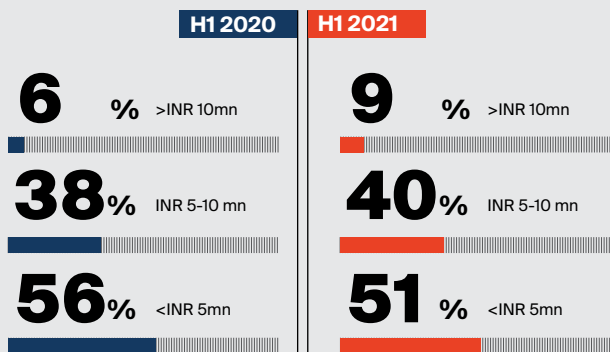 H1 2020
6 % >INR 10mn
38% INR 5-10 mn
56% <INR 5mn
H1 2021
9 % >INR 10mn
40% INR 5-10 mn
51 % <INR 5mn